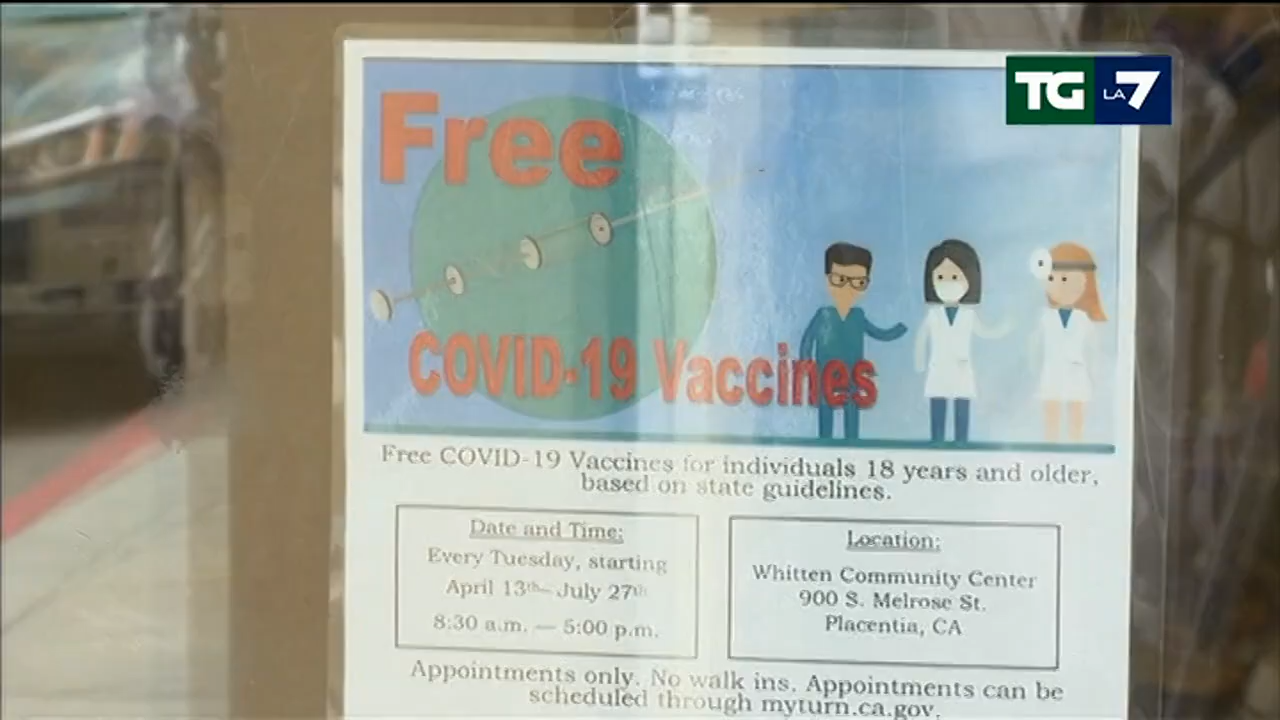 TG LA 7
Free
COVID-19 Vaccines
Free COVID-19 Vaccines for individuals 18 years and older,
based on state guidelines.
Date and Time:
Every Tuesday, starting
April 13th— July 27th
8:30 a.m. — 5:00 p.m.
Location:
Whitten Community Center
900 S. Melrose St.
Placentia, CA
Appointments only. No walk ins. Appointments can be
scheduled through myturn.ca.gov.